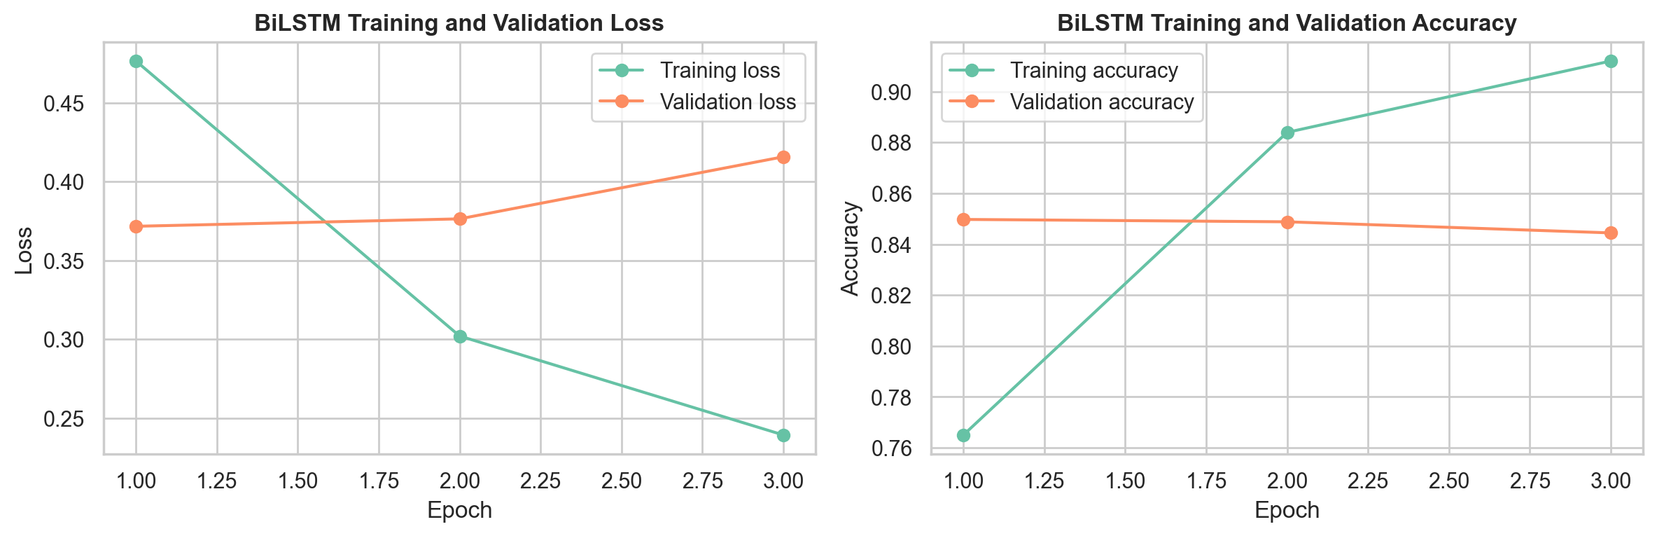 BiLSTM Training and Validation Loss
Training loss
Validation loss
0.45
0.40
0.35
0.30
0.25
Loss
1.00 1.25 1.50 1.75 2.00 2.25 2.50 2.75 3.00
Epoch
BiLSTM Training and Validation Accuracy
Training accuracy
Validation accuracy
0.90
0.88
0.86
0.84
0.82
0.80
0.78
0.76
Accuracy
1.00 1.25 1.50 1.75 2.00 2.25 2.50 2.75 3.00
Epoch